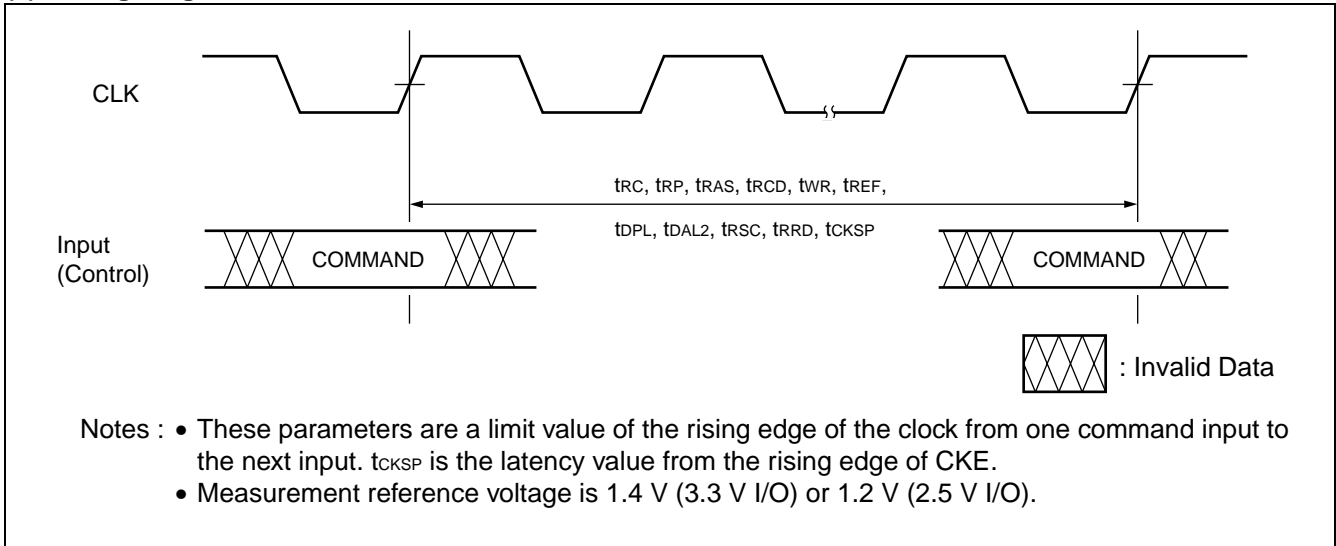 CLK
tRC, tRP, tRAS, tRCD, tWR, tREF,
tDPL, tDAL2, tRSC, tRRD, tCKSP
Input
(Control)
COMMAND
COMMAND
: Invalid Data
Notes : • These parameters are a limit value of the rising edge of the clock from one command input to
the next input. tCKSP is the latency value from the rising edge of CKE.
• Measurement reference voltage is 1.4 V (3.3 V I/O) or 1.2 V (2.5 V I/O).